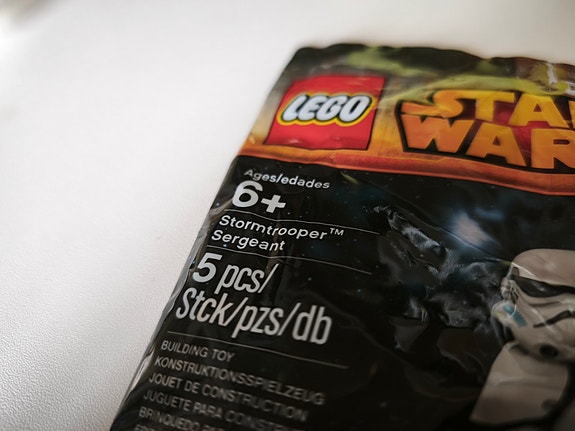 LEGO
STAR
WARS
Ages/edades
6+
Stormtrooper™
Sergeant
5 pcs/
Stck/pzs/db
BUILDING TOY
KONSTRUKTIONSSPIELZEUG
JOUET DE CONSTRUCTION
JUGUETE PARA
BRINQUEDO